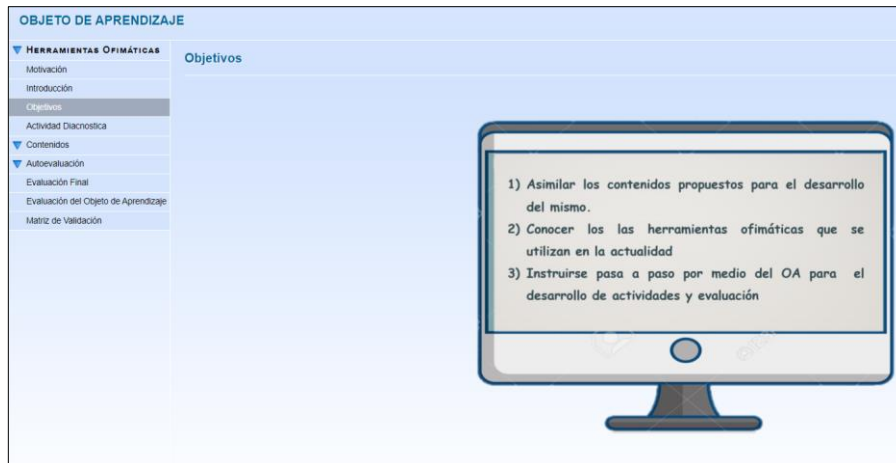 OBJETO DE APRENDIZAJE
HERRAMIENTAS OFIMÁTICAS
Motivación
Introducción
Objetivos
Actividad Diagnostica
Contenidos
Autoevaluación
Evaluación Final
Evaluación del Objeto de Aprendizaje
Matriz de Validación
Objetivos
1) Asimilar los contenidos propuestos para el desarrollo
del mismo.
2) Conocer los las herramientas ofimáticas que se
utilizan en la actualidad
3) Instruirse pasa a paso por medio del OA para el
desarrollo de actividades y evaluación